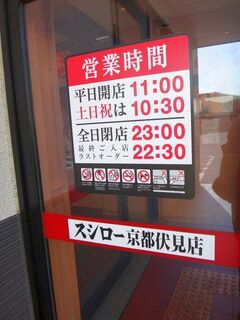 営業時間
平日開店 11:00
土日祝は 10:30
全日閉店 23:00
最終ご入店
ラストオーダー 22:30
スシロー京都伏見店